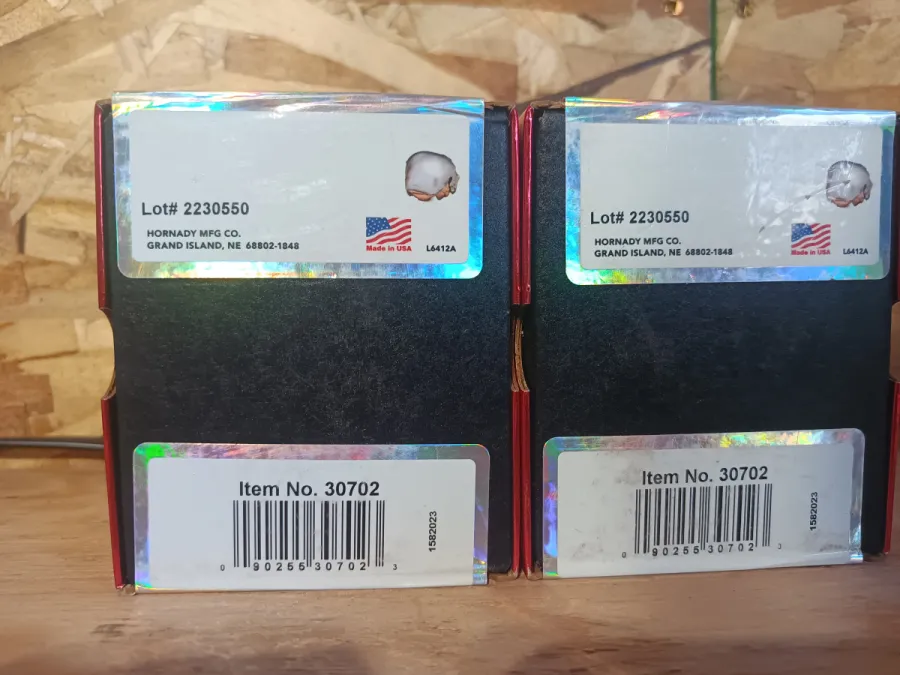 Lot# 2230550
HORNADY MFG CO.
GRAND ISLAND, NE 68802-1848
Made in USA
L6412A
Item No. 30702
0 90255 30702 3
1582023
Lot# 2230550
HORNADY MFG CO.
GRAND ISLAND, NE 68802-1848
Made in USA
L6412A
Item No. 30702
0 90255 30702 3
1582023